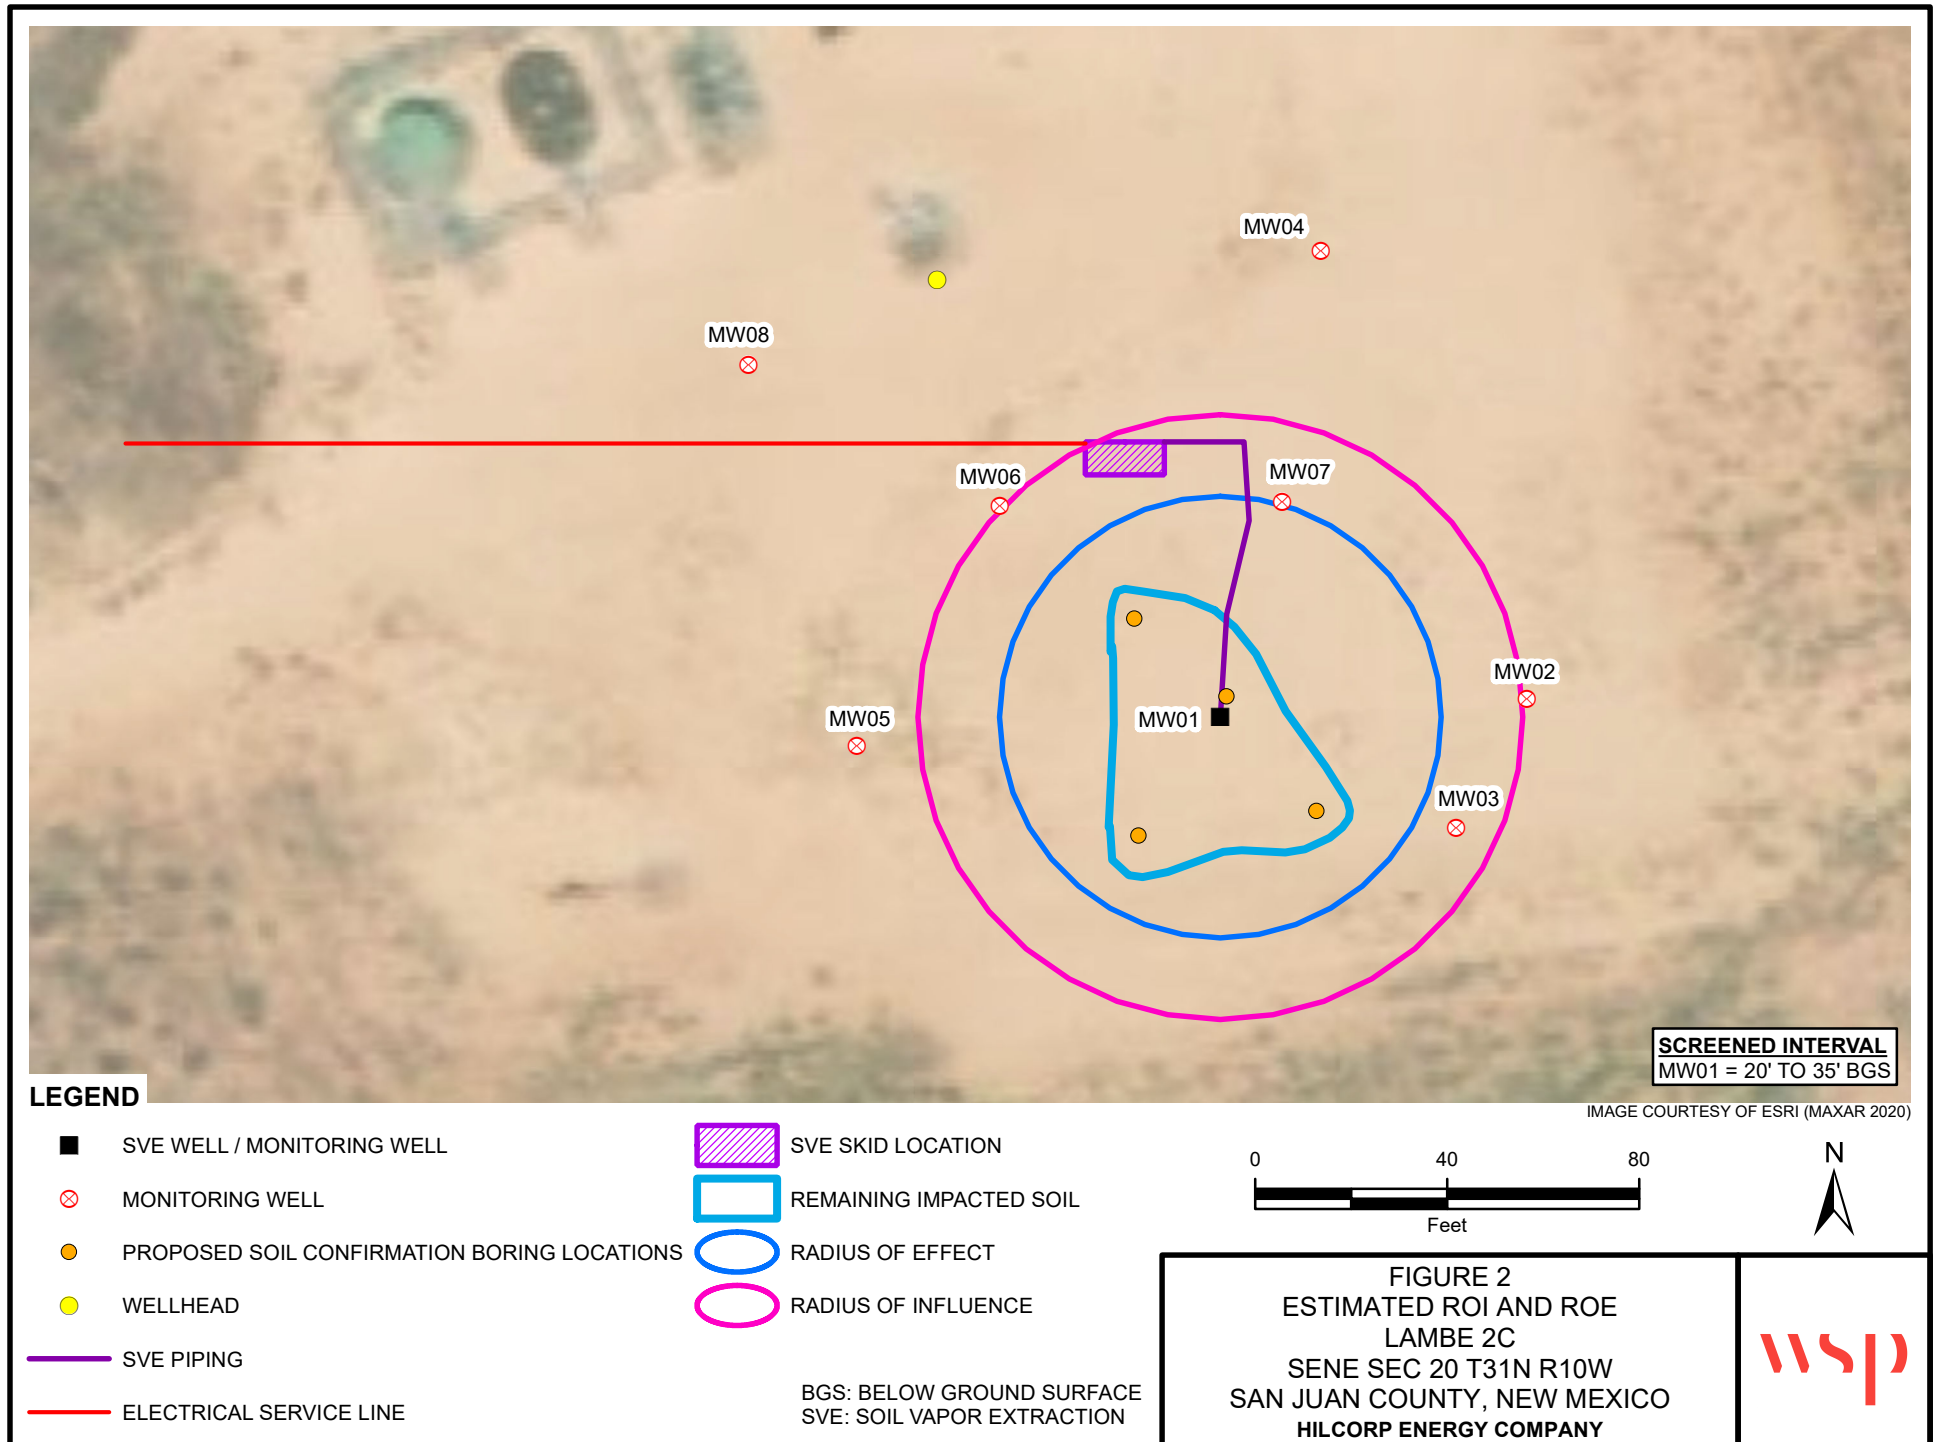 MW04
MW08
MW06
MW07
MW02
MW05
MW01
MW03
SCREENED INTERVAL
MW01 = 20' TO 35' BGS
IMAGE COURTESY OF ESRI (MAXAR 2020)
LEGEND
SVE WELL / MONITORING WELL
MONITORING WELL
PROPOSED SOIL CONFIRMATION BORING LOCATIONS
WELLHEAD
SVE PIPING
ELECTRICAL SERVICE LINE
SVE SKID LOCATION
REMAINING IMPACTED SOIL
RADIUS OF EFFECT
RADIUS OF INFLUENCE
BGS: BELOW GROUND SURFACE
SVE: SOIL VAPOR EXTRACTION
0 40 80
Feet
N
FIGURE 2
ESTIMATED ROI AND ROE
LAMBE 2C
SENE SEC 20 T31N R10W
SAN JUAN COUNTY, NEW MEXICO
HILCORP ENERGY COMPANY
wsp